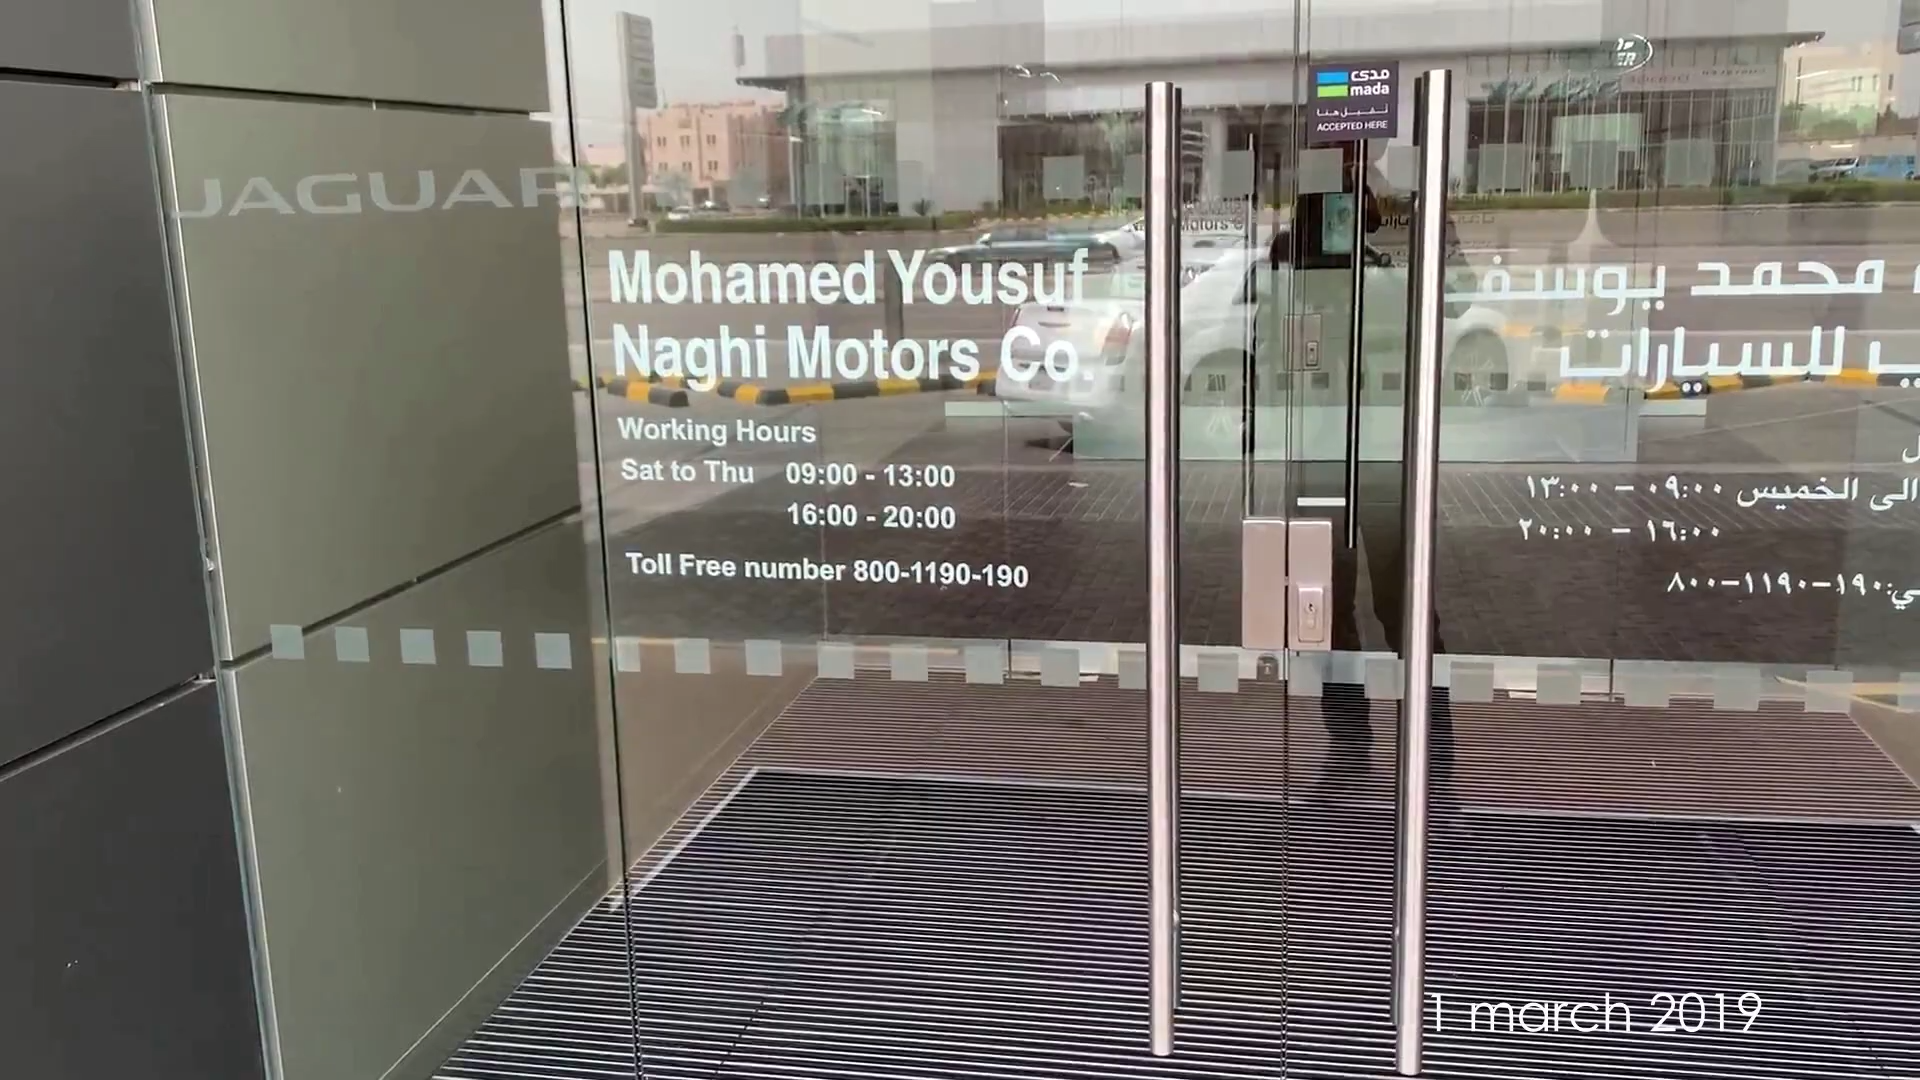 JAGUAR
Mohamed Yousuf
Naghi Motors Co.
Working Hours
Sat to Thu 09:00 - 13:00
16:00 - 20:00
Toll Free number 800-1190-190
مدى
mada
ACCEPTED HERE
محمد يوسف
للسيارات
الى الخميس ٠٩:٠٠ – ١٣:٠٠
١٦:٠٠ – ٢٠:٠٠
٨٠٠–١١٩٠–١٩٠
1 march 2019